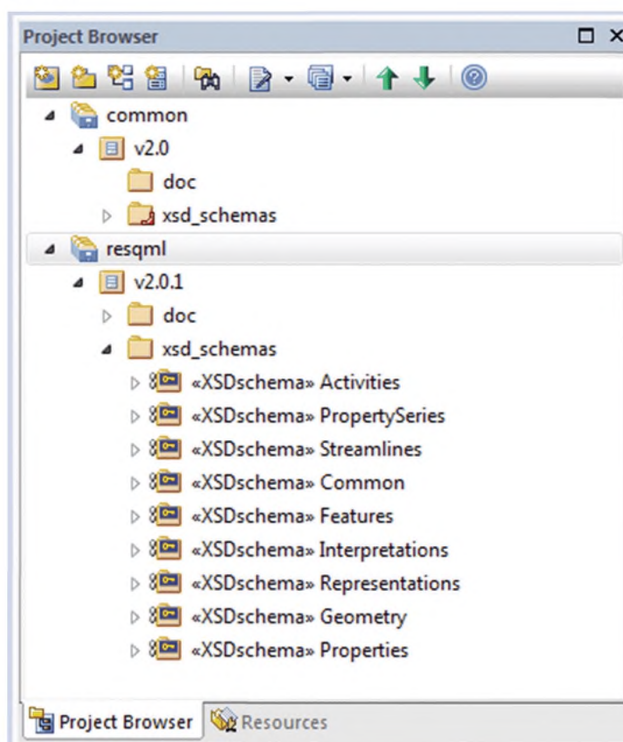 Project Browser
common
v2.0
doc
xsd_schemas
resqml
v2.0.1
doc
xsd_schemas
«XSDschema» Activities
«XSDschema» PropertySeries
«XSDschema» Streamlines
«XSDschema» Common
«XSDschema» Features
«XSDschema» Interpretations
«XSDschema» Representations
«XSDschema» Geometry
«XSDschema» Properties
Project Browser Resources